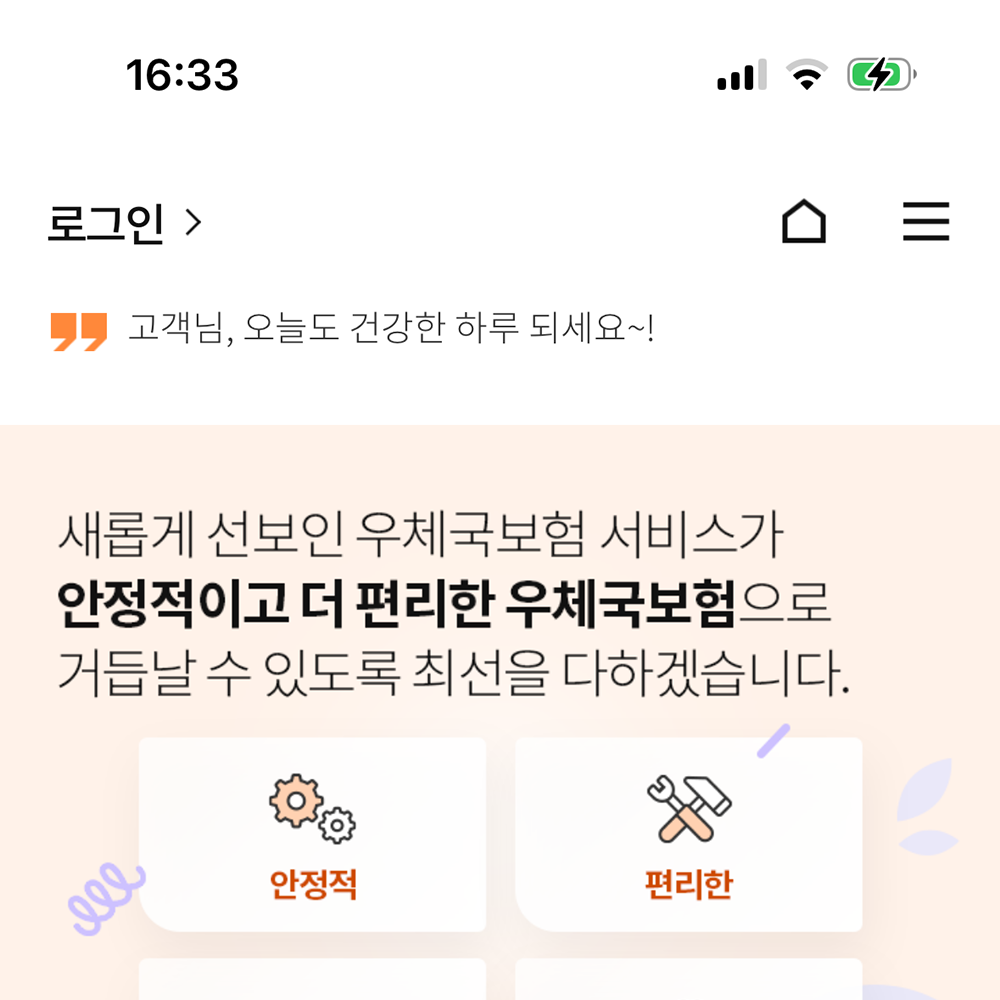 16:33
로그인 >
고객님, 오늘도 건강한 하루 되세요~!
새롭게 선보인 우체국보험 서비스가
안정적이고 더 편리한 우체국보험으로
거듭날 수 있도록 최선을 다하겠습니다.
안정적
편리한